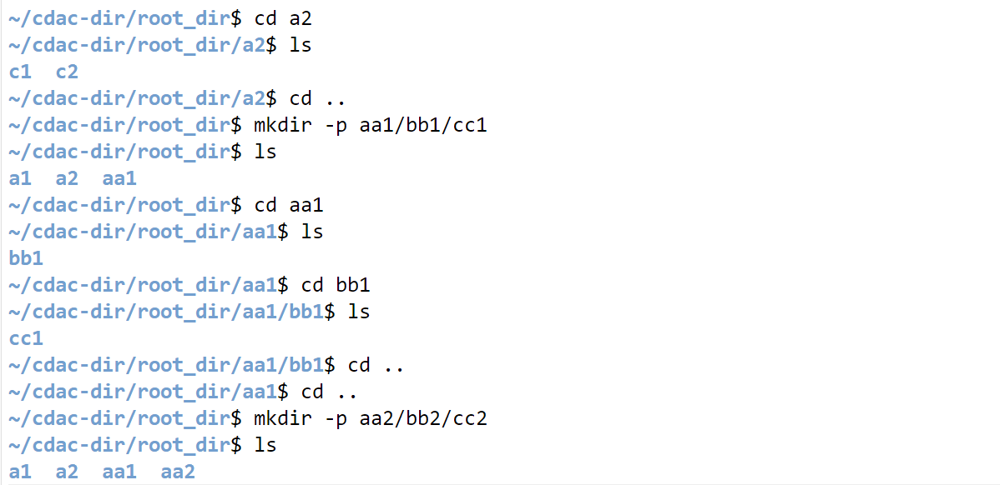 ~/cdac-dir/root_dir$ cd a2
~/cdac-dir/root_dir/a2$ ls
c1  c2
~/cdac-dir/root_dir/a2$ cd ..
~/cdac-dir/root_dir$ mkdir -p aa1/bb1/cc1
~/cdac-dir/root_dir$ ls
a1  a2  aa1
~/cdac-dir/root_dir$ cd aa1
~/cdac-dir/root_dir/aa1$ ls
bb1
~/cdac-dir/root_dir/aa1$ cd bb1
~/cdac-dir/root_dir/aa1/bb1$ ls
cc1
~/cdac-dir/root_dir/aa1/bb1$ cd ..
~/cdac-dir/root_dir/aa1$ cd ..
~/cdac-dir/root_dir$ mkdir -p aa2/bb2/cc2
~/cdac-dir/root_dir$ ls
a1  a2  aa1  aa2